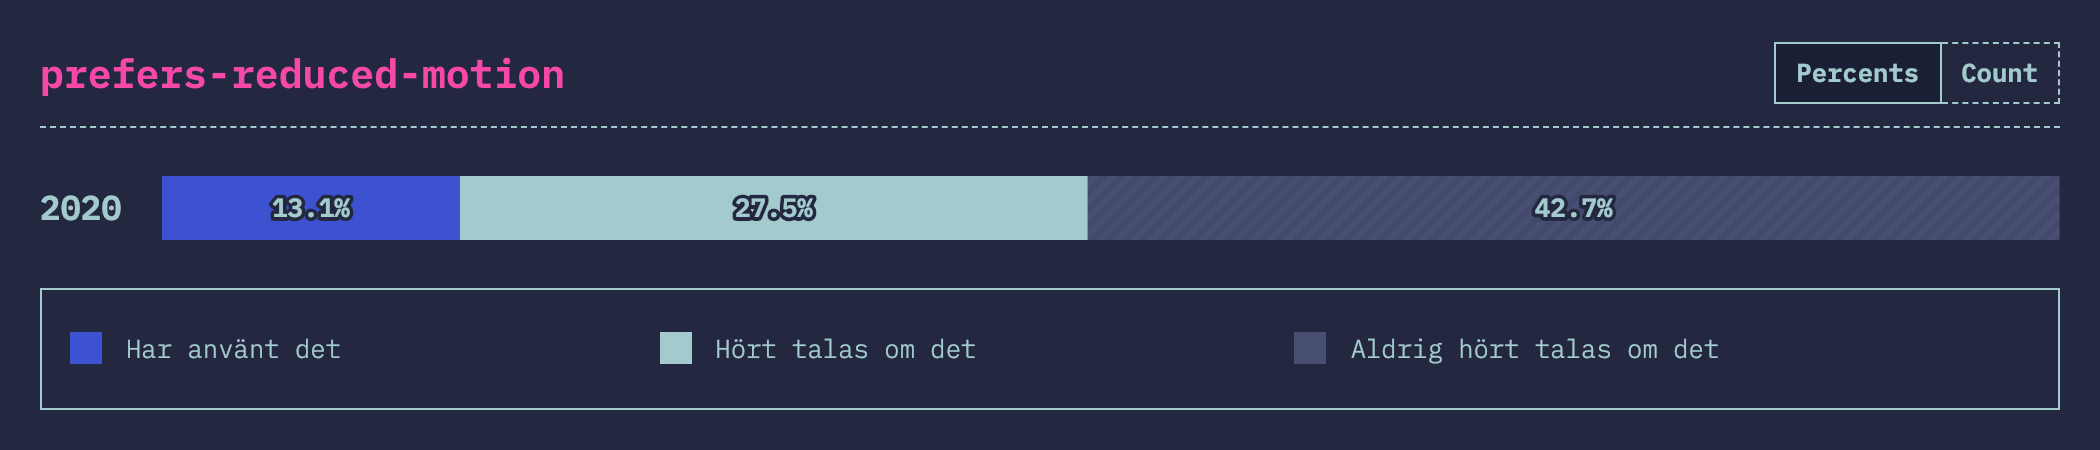 prefers-reduced-motion
Percents Count
2020 13.1% 27.5% 42.7%
Har använt det Hört talas om det Aldrig hört talas om det